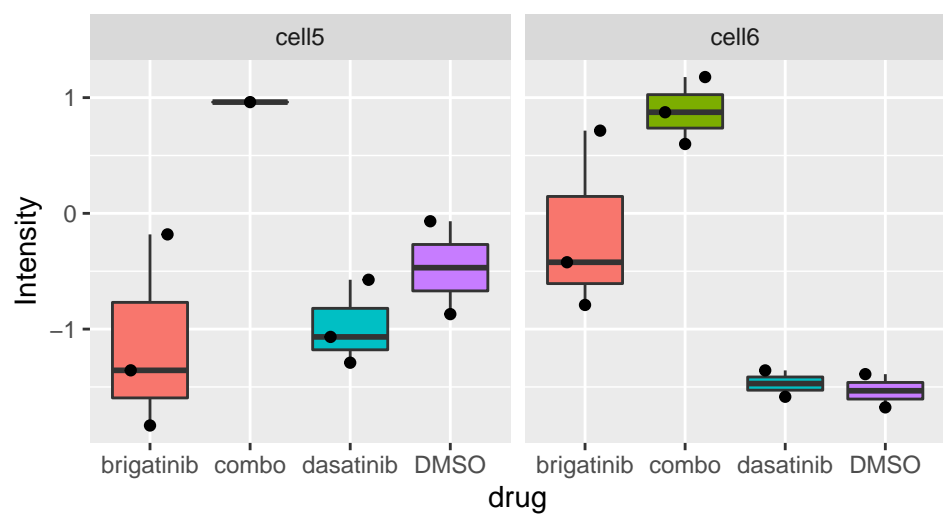 cell5
cell6
Intensity
1
0
−1
brigatinib combo dasatinib DMSO
brigatinib combo dasatinib DMSO
drug